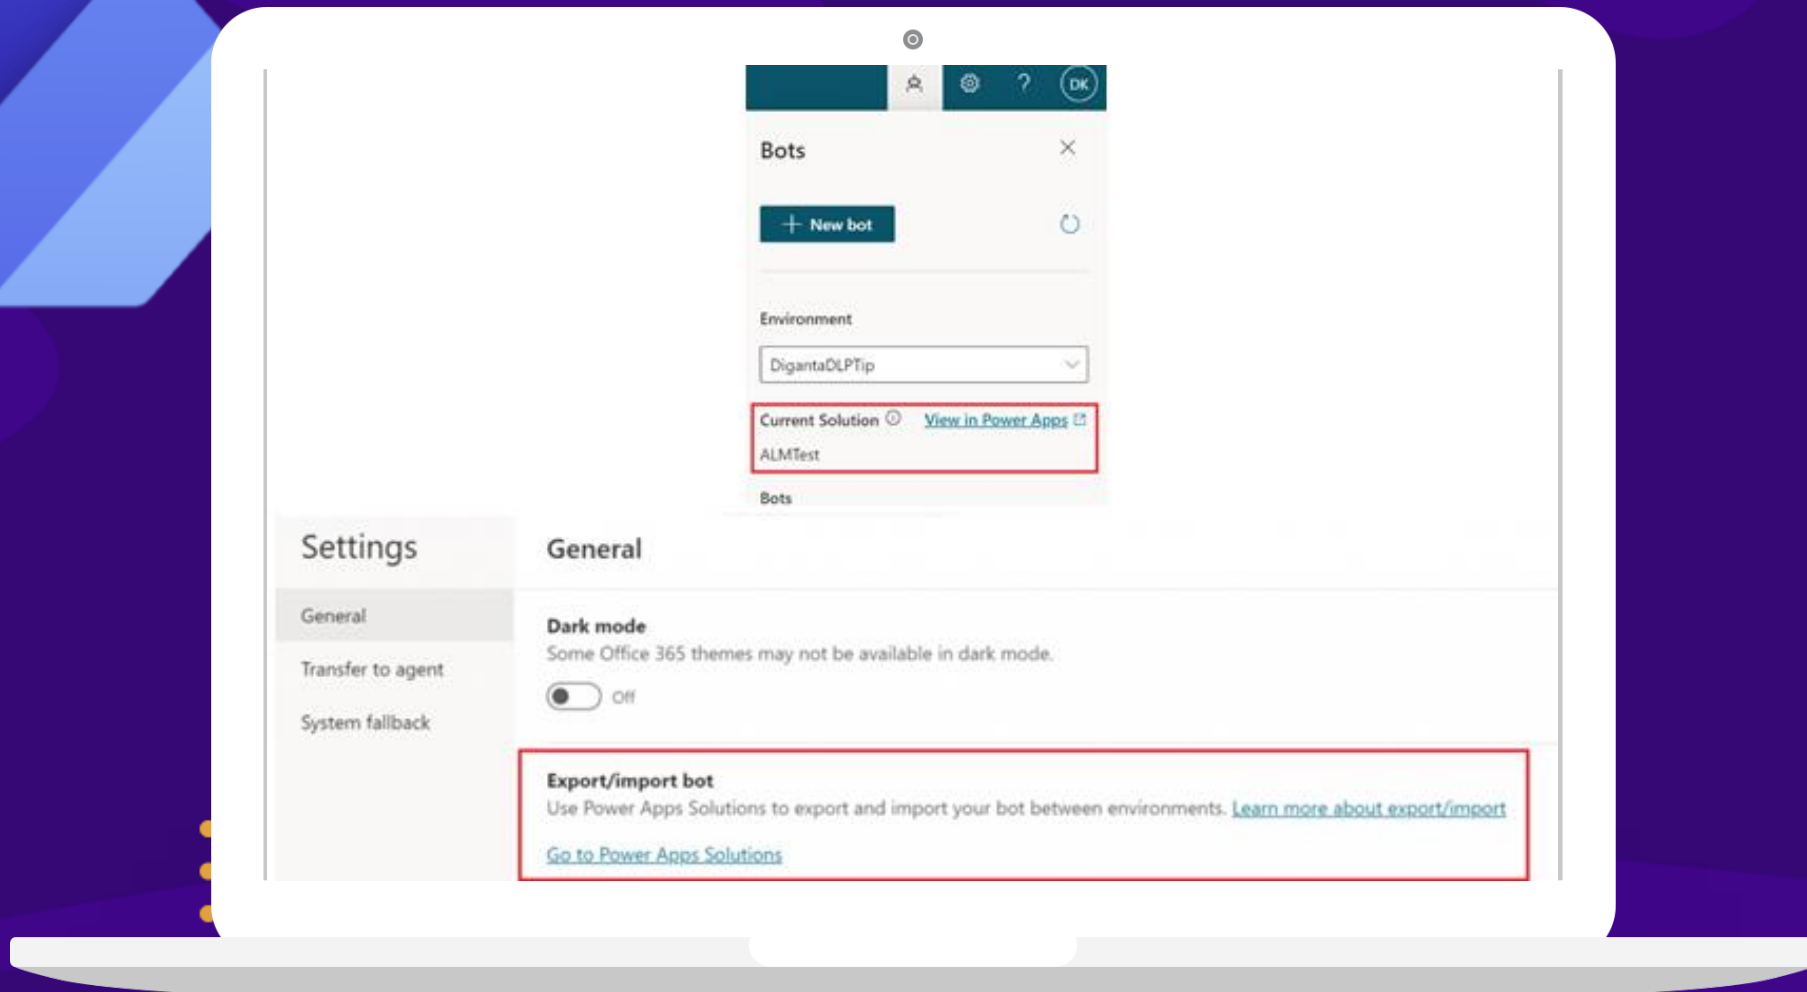 ? DK
Bots
New bot
Environment
DigantaDLPTip
Current Solution View in Power Apps
ALMTest
Bots
Settings
General
General
Dark mode
Some Office 365 themes may not be available in dark mode.
Transfer to agent
Off
System fallback
Export/import bot
Use Power Apps Solutions to export and import your bot between environments. Learn more about export/import
Go to Power Apps Solutions